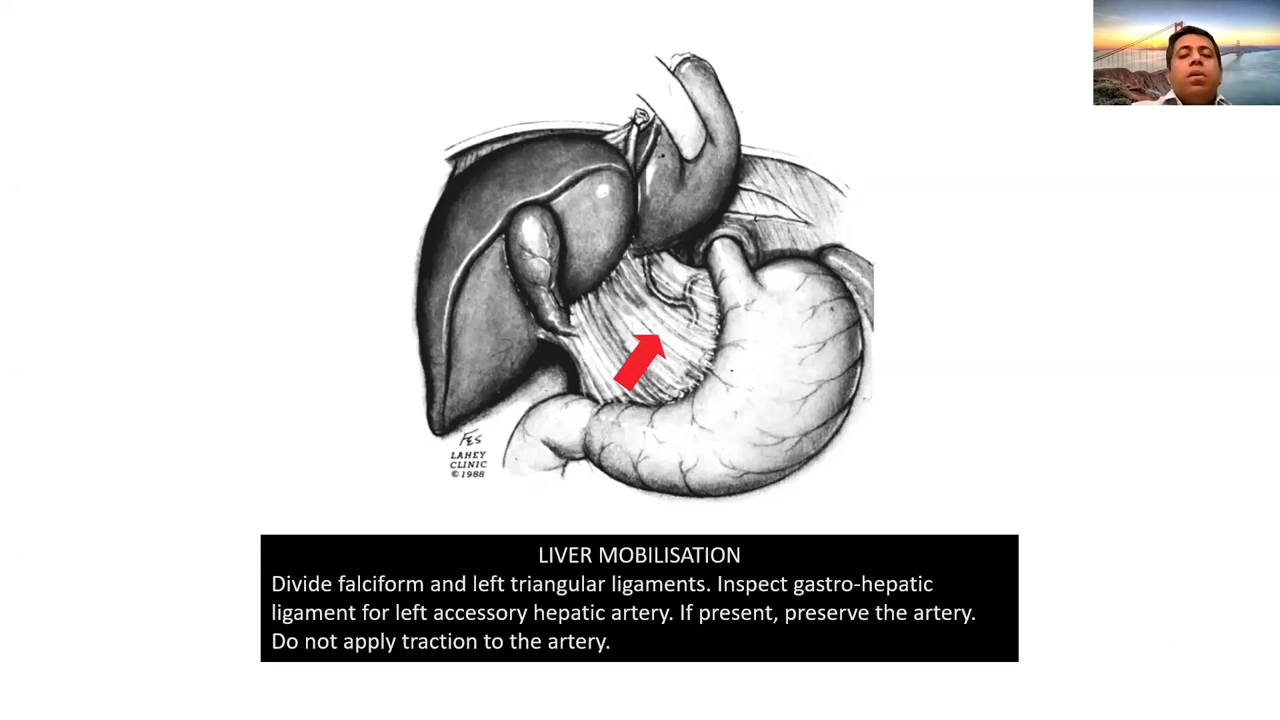 FES
LAHEY
CLINIC
©1988
LIVER MOBILISATION
Divide falciform and left triangular ligaments. Inspect gastro-hepatic
ligament for left accessory hepatic artery. If present, preserve the artery.
Do not apply traction to the artery.